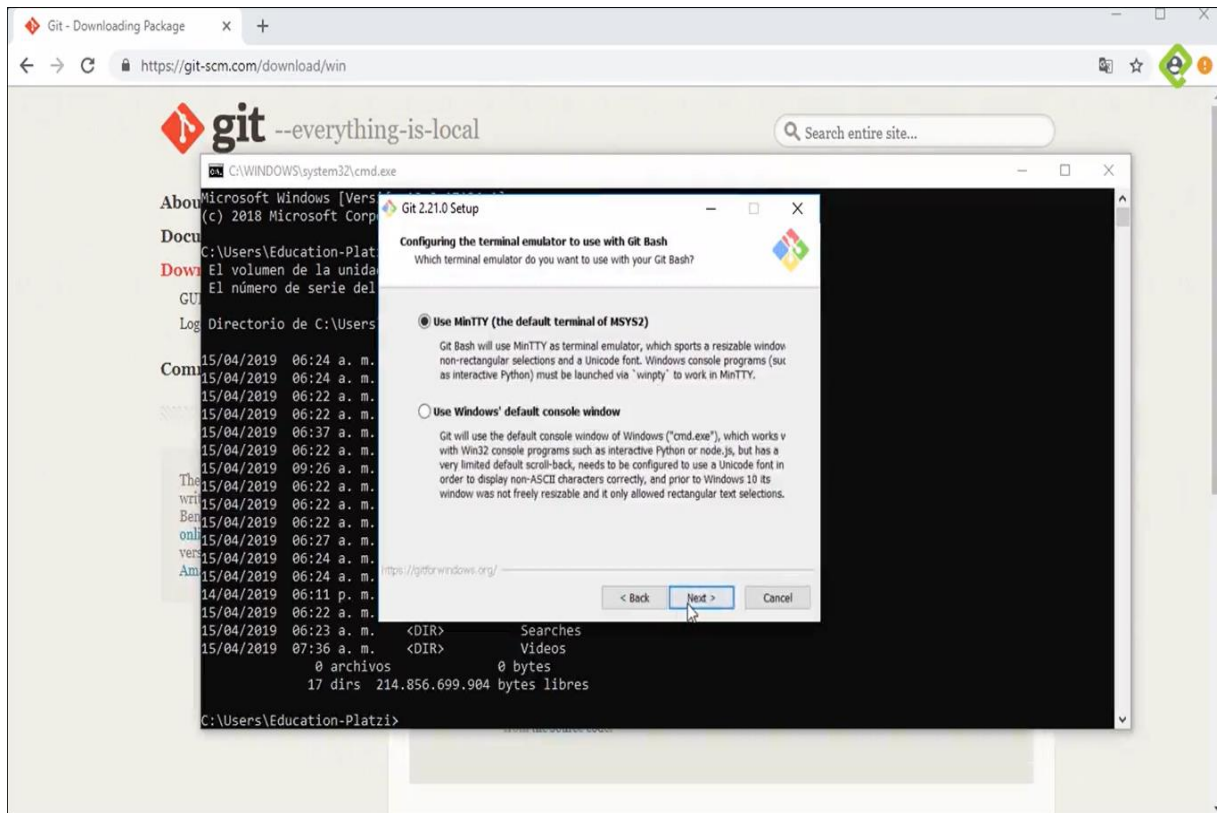 Git - Downloading Package
https://git-scm.com/download/win
git --everything-is-local
Search entire site...
C:\WINDOWS\system32\cmd.exe
Microsoft Windows [Vers
(c) 2018 Microsoft Corp
C:\Users\Education-Plat
El volumen de la unida
El número de serie del
Directorio de C:\Users
15/04/2019 06:24 a. m.
15/04/2019 06:24 a. m.
15/04/2019 06:22 a. m.
15/04/2019 06:22 a. m.
15/04/2019 06:37 a. m.
15/04/2019 06:22 a. m.
15/04/2019 09:26 a. m.
15/04/2019 06:22 a. m.
15/04/2019 06:22 a. m.
15/04/2019 06:22 a. m.
15/04/2019 06:27 a. m.
15/04/2019 06:24 a. m.
15/04/2019 06:24 a. m.
14/04/2019 06:11 p. m.
15/04/2019 06:22 a. m.
15/04/2019 06:23 a. m. <DIR> Searches
15/04/2019 07:36 a. m. <DIR> Videos
0 archivos 0 bytes
17 dirs 214.856.699.904 bytes libres
C:\Users\Education-Platzi>
Git 2.21.0 Setup
Configuring the terminal emulator to use with Git Bash
Which terminal emulator do you want to use with your Git Bash?
Use MinTTY (the default terminal of MSYS2)
Git Bash will use MinTTY as terminal emulator, which sports a resizable window
non-rectangular selections and a Unicode font. Windows console programs (suc
as interactive Python) must be launched via `winpty` to work in MinTTY.
Use Windows' default console window
Git will use the default console window of Windows ("cmd.exe"), which works v
with Win32 console programs such as interactive Python or node.js, but has a
very limited default scroll-back, needs to be configured to use a Unicode font in
order to display non-ASCII characters correctly, and prior to Windows 10 its
window was not freely resizable and it only allowed rectangular text selections.
https://gitforwindows.org/
< Back
Next >
Cancel
Abou
Docu
Down
GUI
Log
Comm
The
writ
Ben
onli
vers
Ama